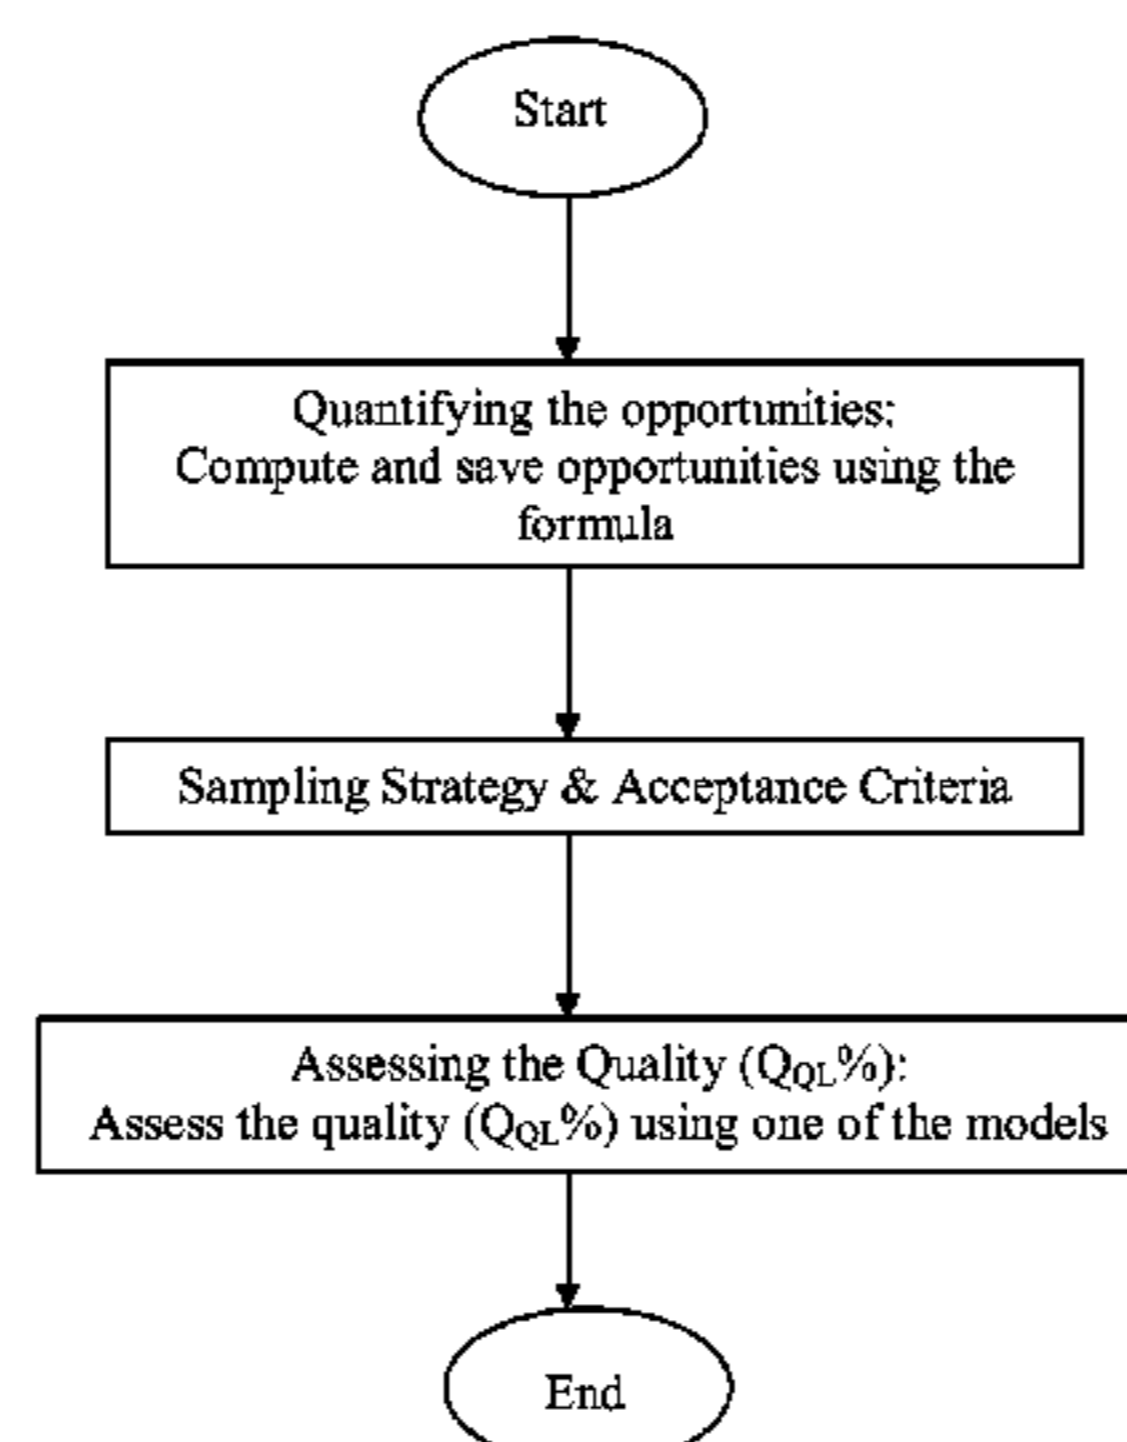 Start
Quantifying the opportunities:
Compute and save opportunities using the
formula
Sampling Strategy & Acceptance Criteria
Assessing the Quality (QQL%):
Assess the quality (QQL%) using one of the models
End